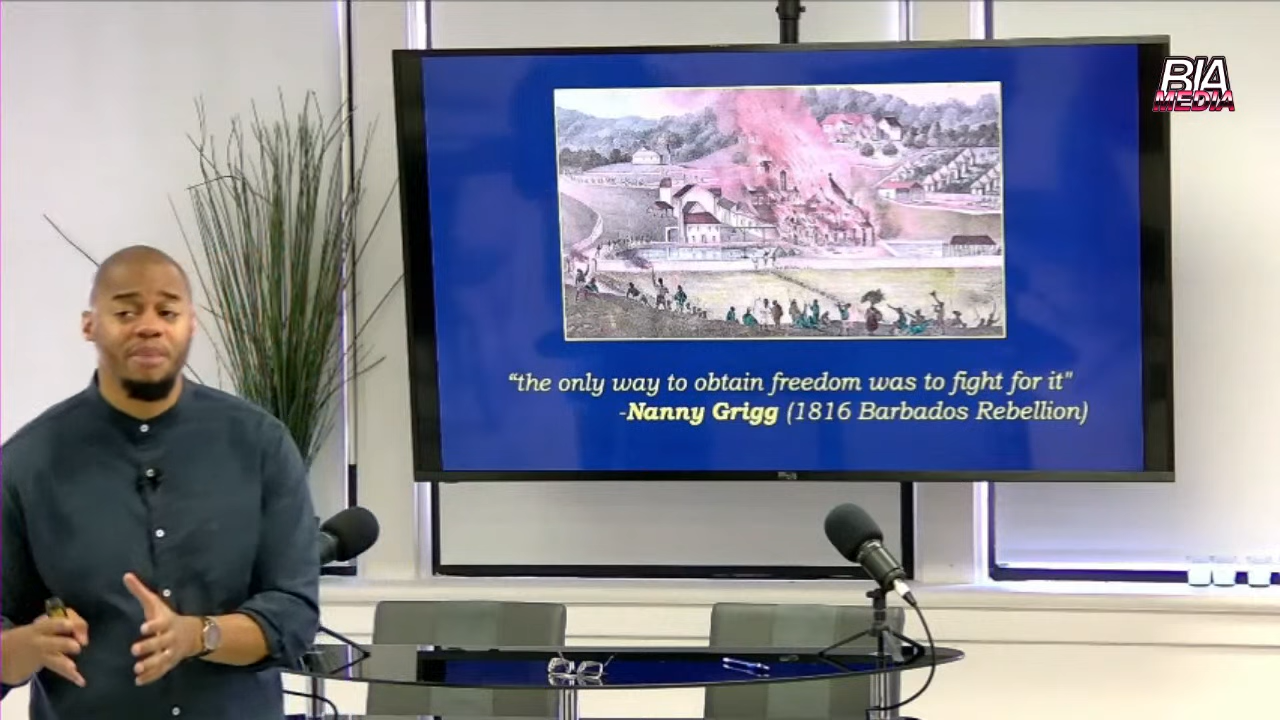 BIA
MEDIA
“the only way to obtain freedom was to fight for it"
-Nanny Grigg (1816 Barbados Rebellion)